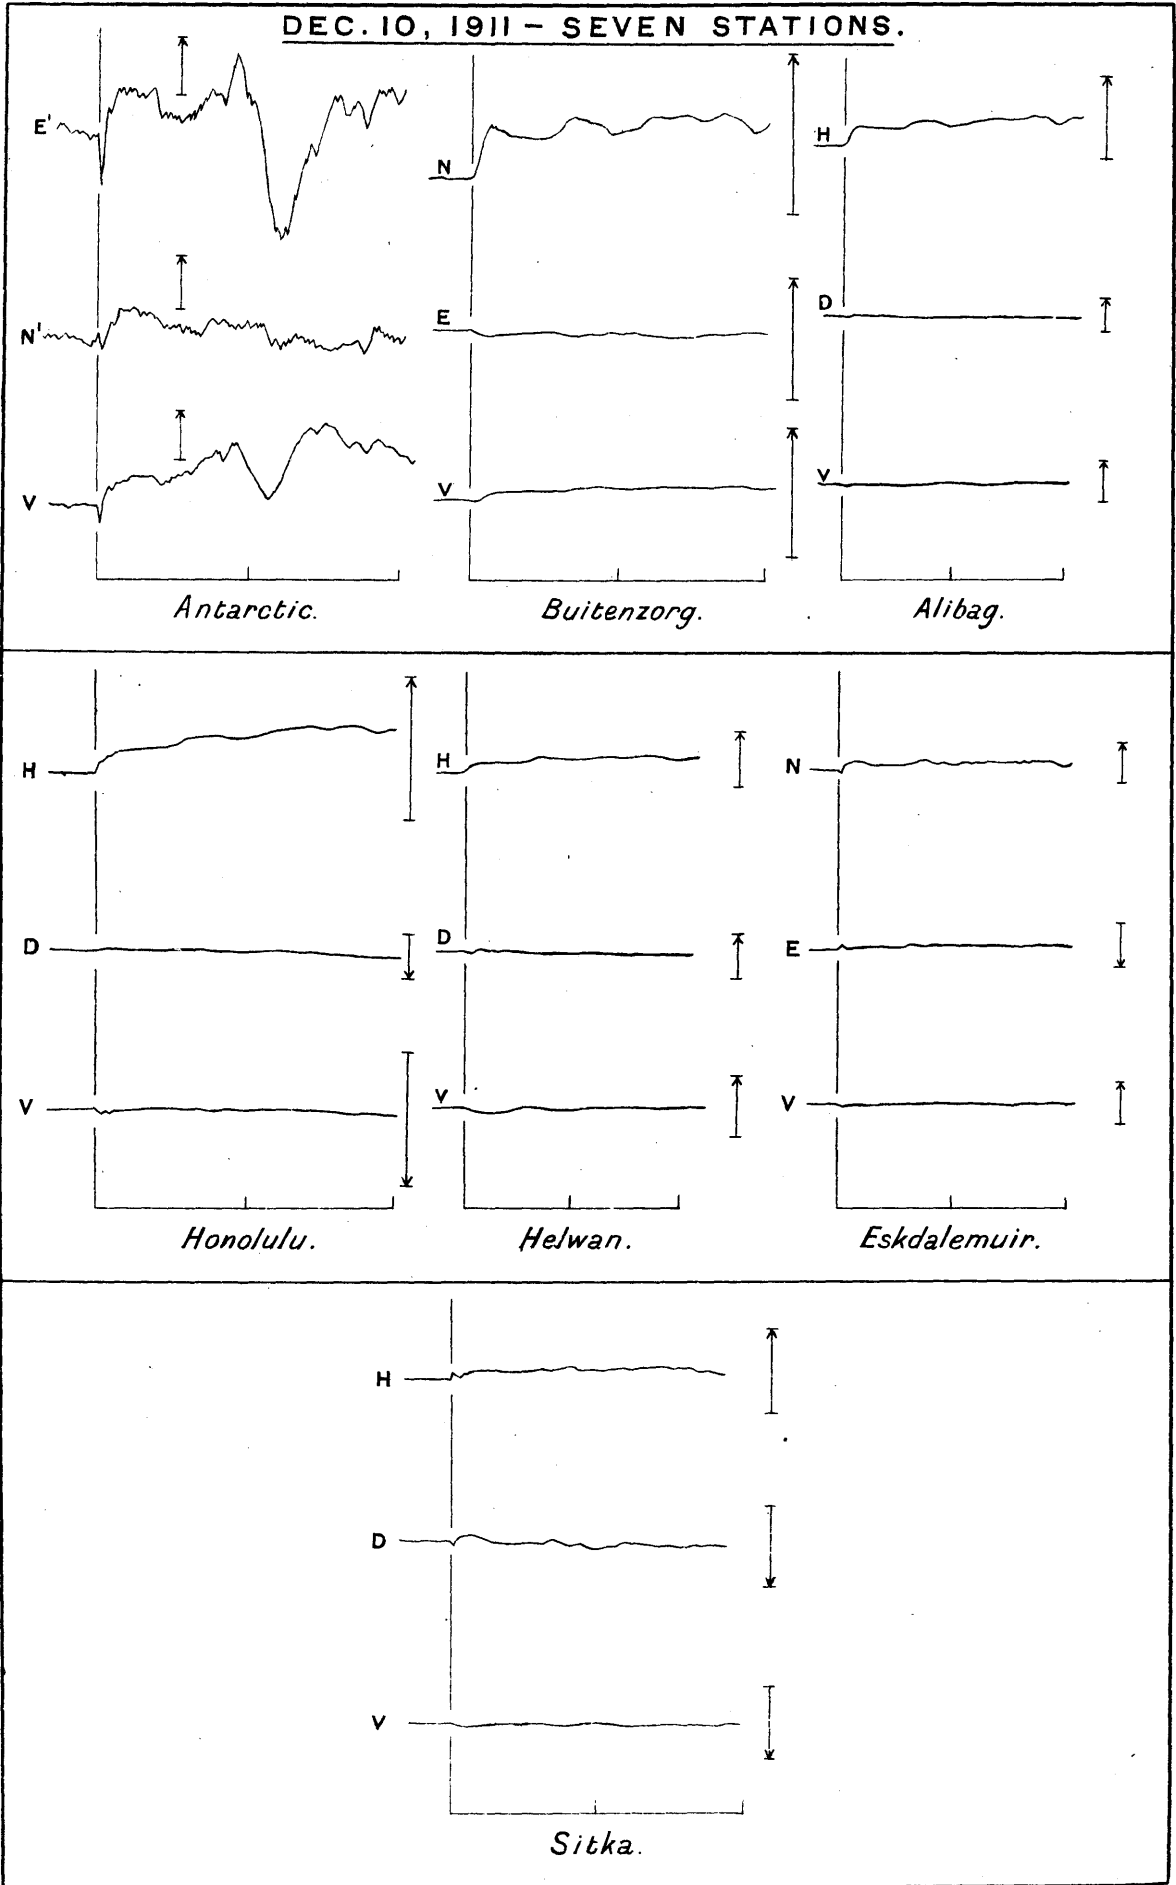 DEC. 10, 1911 – SEVEN STATIONS.
E'
N'
V
Antarctic.
N
E
V
Buitenzorg.
H
D
V
Alibag.
H
D
V
Honolulu.
H
D
V
Helwan.
N
E
V
Eskdalemuir.
H
D
V
Sitka.